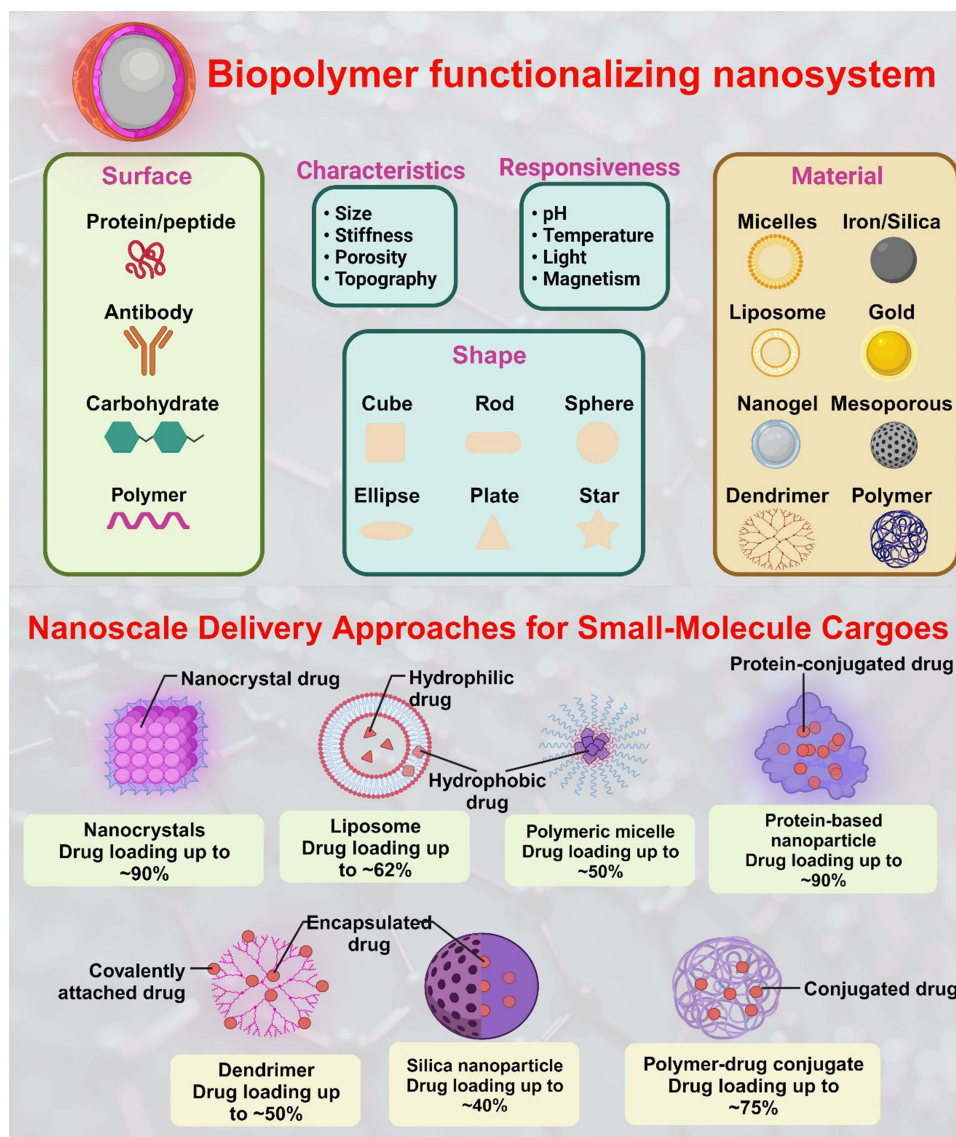 Biopolymer functionalizing nanosystem
Surface
Protein/peptide
Antibody
Carbohydrate
Polymer
Characteristics
• Size
• Stiffness
• Porosity
• Topography
Responsiveness
• pH
• Temperature
• Light
• Magnetism
Shape
Cube Rod Sphere
Ellipse Plate Star
Material
Micelles Iron/Silica
Liposome Gold
Nanogel Mesoporous
Dendrimer Polymer
Nanoscale Delivery Approaches for Small-Molecule Cargoes
Nanocrystal drug
Hydrophilic
drug
Hydrophobic
drug
Protein-conjugated drug
Nanocrystals
Drug loading up to
~90%
Liposome
Drug loading up
to ~62%
Polymeric micelle
Drug loading up to
~50%
Protein-based
nanoparticle
Drug loading up to
~90%
Covalently
attached drug
Encapsulated
drug
Conjugated drug
Dendrimer
Drug loading up
to ~50%
Silica nanoparticle
Drug loading up to
~40%
Polymer-drug conjugate
Drug loading up to
~75%